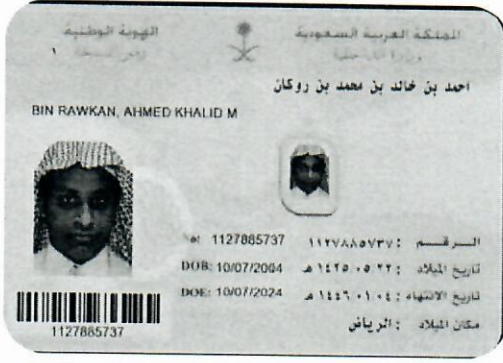 المملكة العربية السعودية
الهوية الوطنية
وزارة الداخلية
احمد بن خالد بن محمد بن روكان
BIN RAWKAN, AHMED KHALID M
الرقم : ١١٢٧٨٨٥٧٣٧ 1127885737
تاريخ الميلاد : ١٤٢٥.٠٥.٢٢ هـ DOB: 10/07/2004
تاريخ الانتهاء : ١٤٤٦.٠١.٠٤ هـ DOE: 10/07/2024
مكان الميلاد : الرياض
1127885737